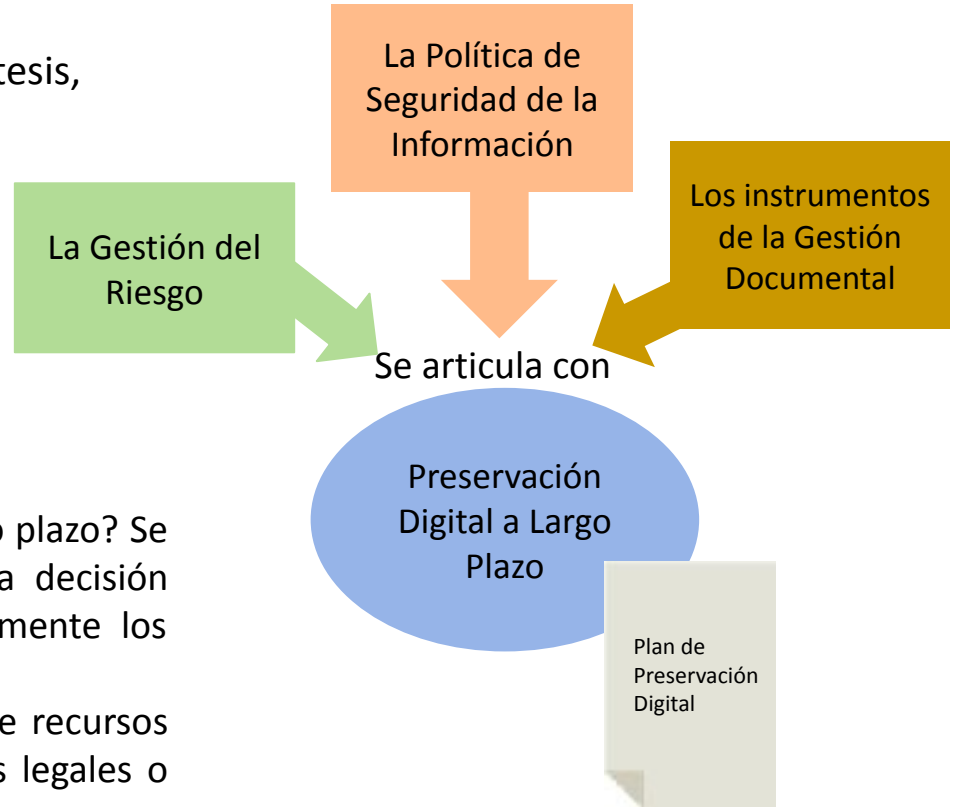 tesis,
La Política de
Seguridad de la
Información
La Gestión del
Riesgo
Los instrumentos
de la Gestión
Documental
Se articula con
Preservación
Digital a Largo
Plazo
Plan de
Preservación
Digital
plazo? Se
decisión
los
recursos
legales o